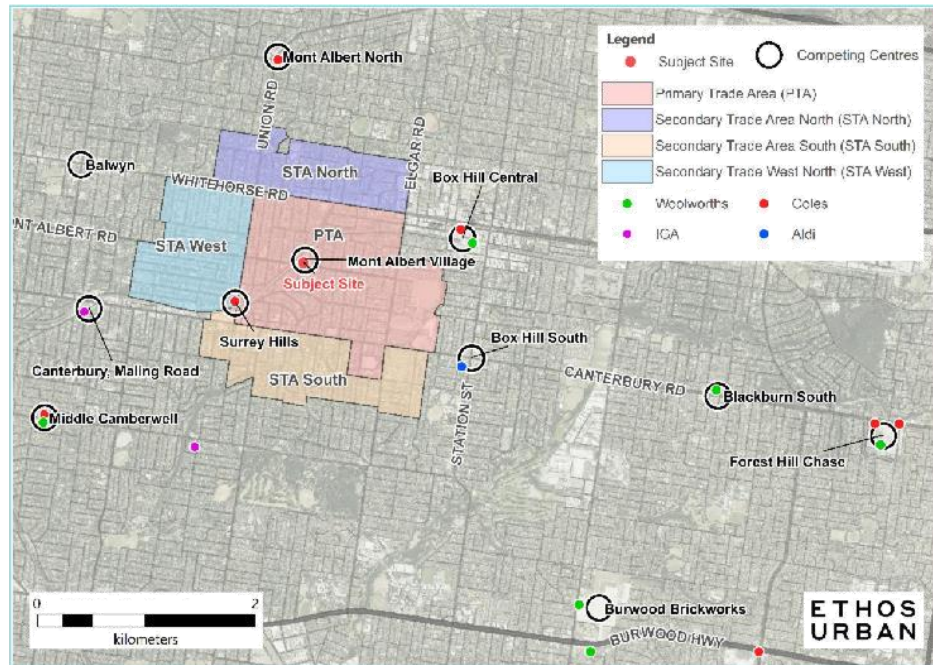 Mont Albert North
UNION RD
ELGAR RD
Balwyn
STA North
WHITEHORSE RD
Box Hill Central
NT ALBERT RD
STA West
PTA
Mont Albert Village
Subject Site
Surrey Hills
Box Hill South
Canterbury, Maling Road
STA South
CANTERBURY RD
Blackburn South
Middle Camberwell
STATION ST
Forest Hill Chase
Burwood Brickworks
BURWOOD HWY
Legend
Subject Site
Competing Centres
Primary Trade Area (PTA)
Secondary Trade Area North (STA North)
Secondary Trade Area South (STA South)
Secondary Trade West North (STA West)
Woolworths
Coles
IGA
Aldi
0 2
kilometers
ETHOS
URBAN